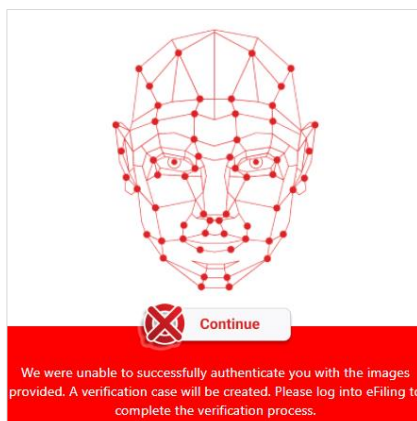 Continue
We were unable to successfully authenticate you with the images
provided. A verification case will be created. Please log into eFiling to
complete the verification process.